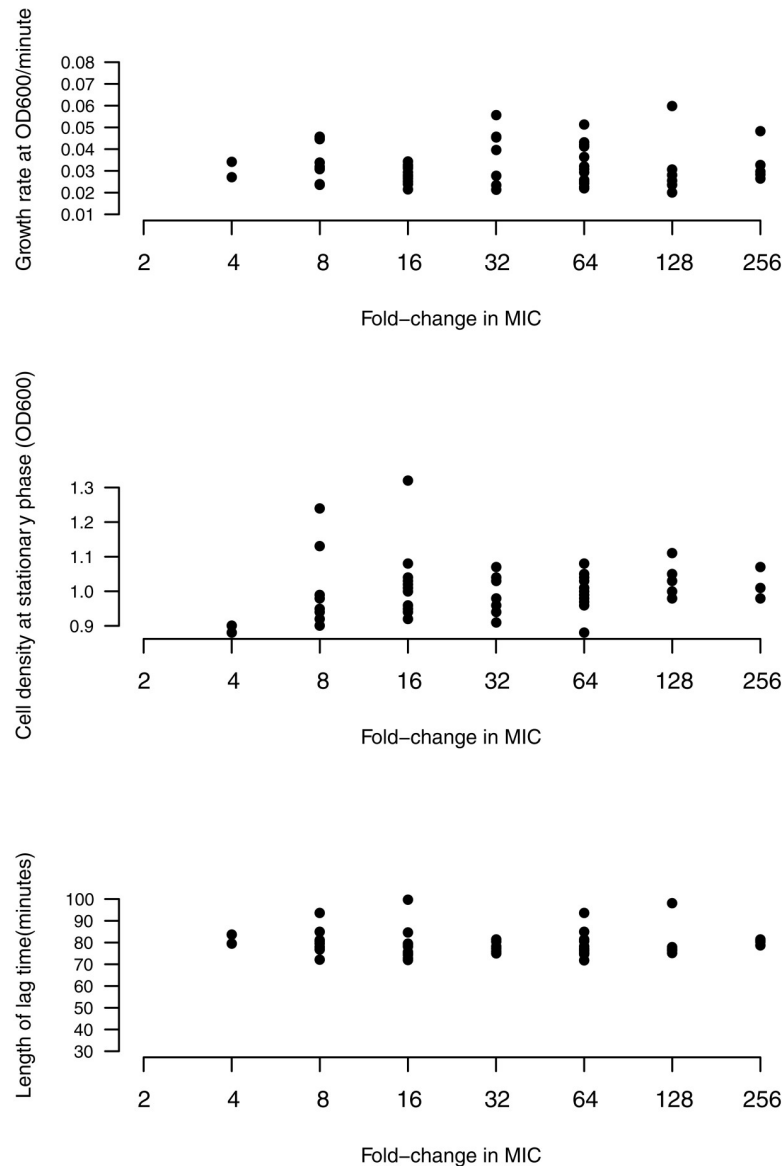 Growth rate at OD600/minute
0.08
0.07
0.06
0.05
0.04
0.03
0.02
0.01
2 4 8 16 32 64 128 256
Fold−change in MIC
Cell density at stationary phase (OD600)
1.3
1.2
1.1
1.0
0.9
2 4 8 16 32 64 128 256
Fold−change in MIC
Length of lag time(minutes)
100
90
80
70
60
50
40
30
2 4 8 16 32 64 128 256
Fold−change in MIC